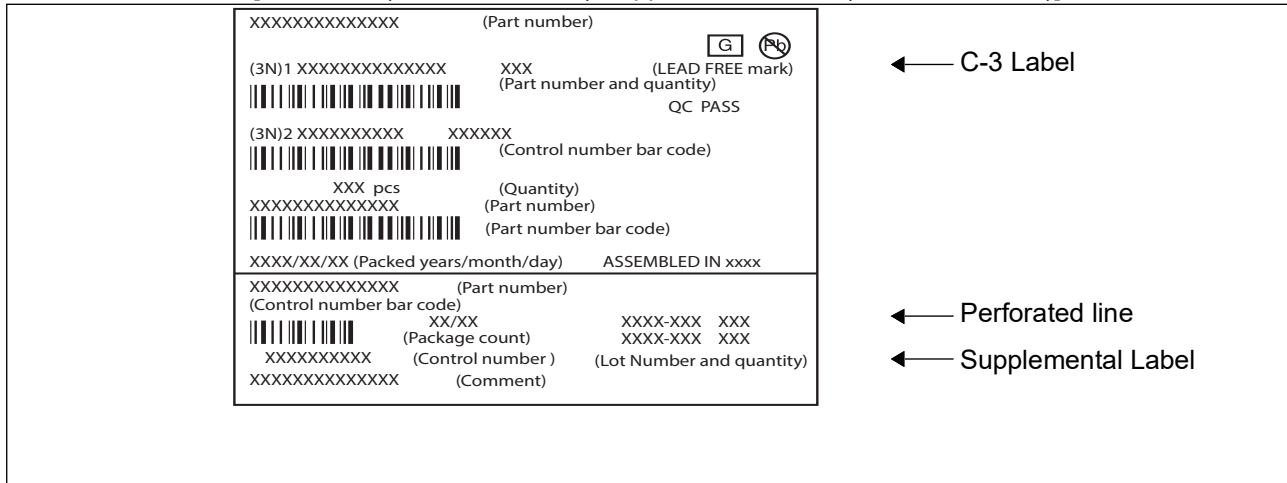 XXXXXXXXXXXXXX (Part number)
G Pb
(3N)1 XXXXXXXXXXXXXX XXX (LEAD FREE mark)
(Part number and quantity)
QC PASS
(3N)2 XXXXXXXXXX XXXXXX
(Control number bar code)
XXX pcs (Quantity)
XXXXXXXXXXXXXX (Part number)
(Part number bar code)
XXXX/XX/XX (Packed years/month/day) ASSEMBLED IN xxxx
XXXXXXXXXXXXXX (Part number)
(Control number bar code)
XX/XX XXXX-XXX XXX
(Package count) XXXX-XXX XXX
XXXXXXXXXX (Control number ) (Lot Number and quantity)
XXXXXXXXXXXXXX (Comment)
C-3 Label
Perforated line
Supplemental Label